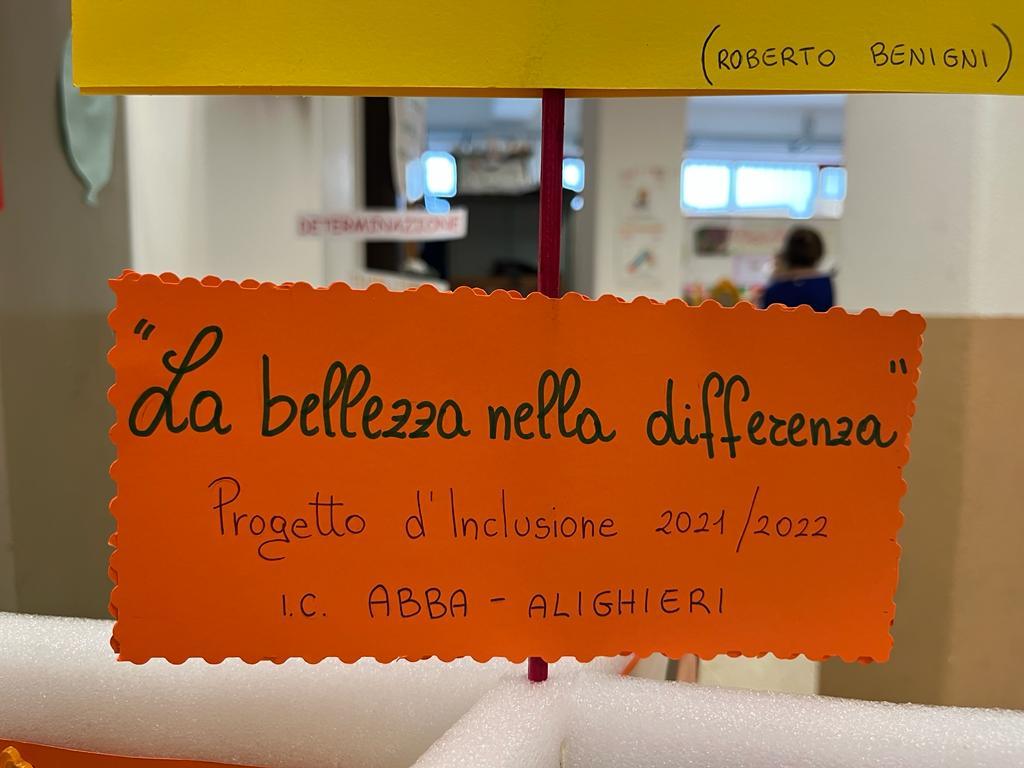 (ROBERTO BENIGNI)
DETERMINAZIONE
"La bellezza nella differenza"
Progetto d'Inclusione 2021/2022
I.C. ABBA - ALIGHIERI